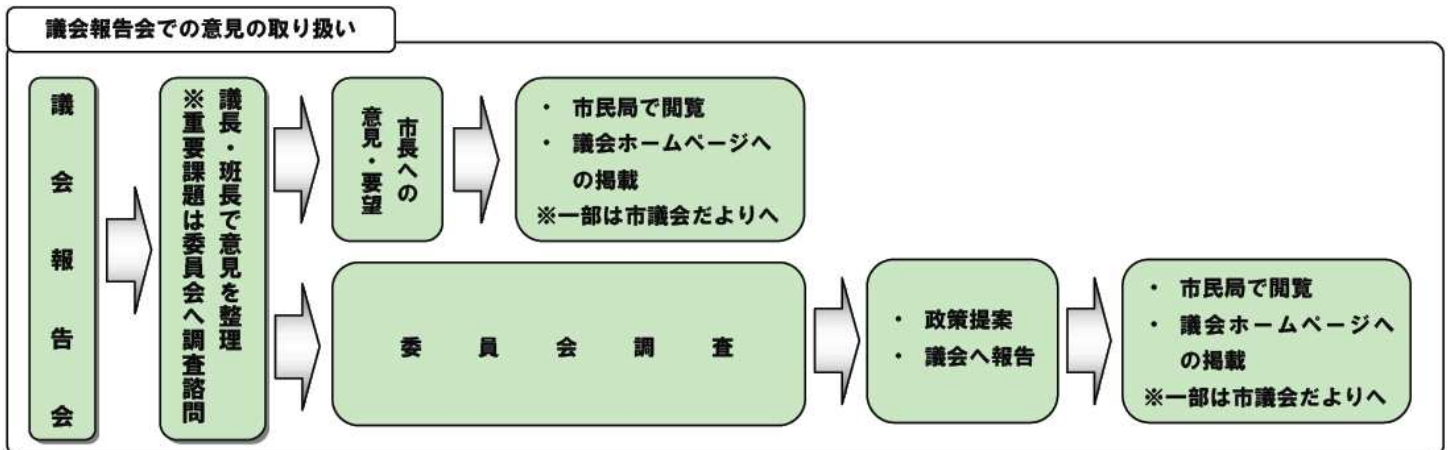 議会報告会での意見の取り扱い
議会報告会
議長・班長で意見を整理
※重要課題は委員会へ調査諮問
市長への
意見・要望
・ 市民局で閲覧
・ 議会ホームページへ
の掲載
※一部は市議会だよりへ
委員会調査
・ 政策提案
・ 議会へ報告
・ 市民局で閲覧
・ 議会ホームページへ
の掲載
※一部は市議会だよりへ